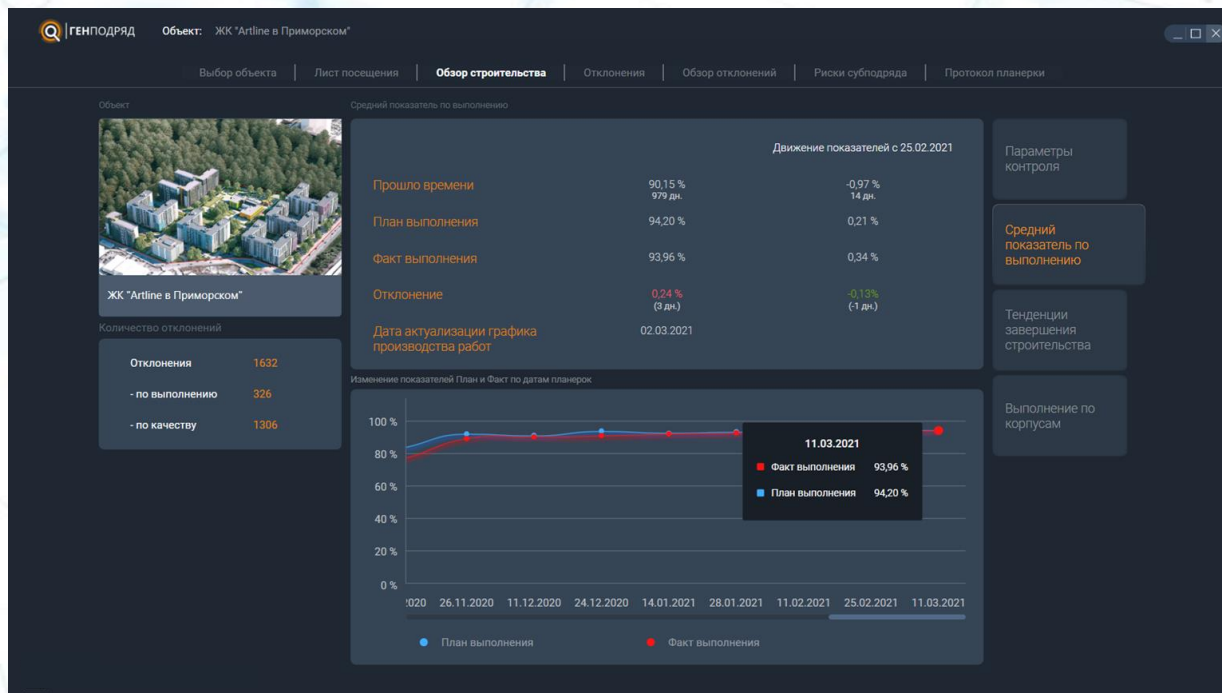 ГЕНПОДРЯД Объект: ЖК "Artline в Приморском"
Выбор объекта Лист посещения Обзор строительства Отклонения Обзор отклонений Риски субподряда Протокол планерки
Объект
ЖК "Artline в Приморском"
Количество отклонений
Отклонения 1632
- по выполнению 326
- по качеству 1306
Средний показатель по выполнению
Движение показателей с 25.02.2021
Прошло времени 90,15 % -0,97 %
979 дн. 14 дн.
План выполнения 94,20 % 0,21 %
Факт выполнения 93,96 % 0,34 %
Отклонение 0,24 % -0,13%
(3 дн.) (-1 дн.)
Дата актуализации графика 02.03.2021
производства работ
Изменение показателей План и Факт по датам планерок
100 %
80 %
60 %
40 %
20 %
0 %
11.03.2021
Факт выполнения 93,96 %
План выполнения 94,20 %
2020 26.11.2020 11.12.2020 24.12.2020 14.01.2021 28.01.2021 11.02.2021 25.02.2021 11.03.2021
План выполнения Факт выполнения
Параметры
контроля
Средний
показатель по
выполнению
Тенденции
завершения
строительства
Выполнение по
корпусам